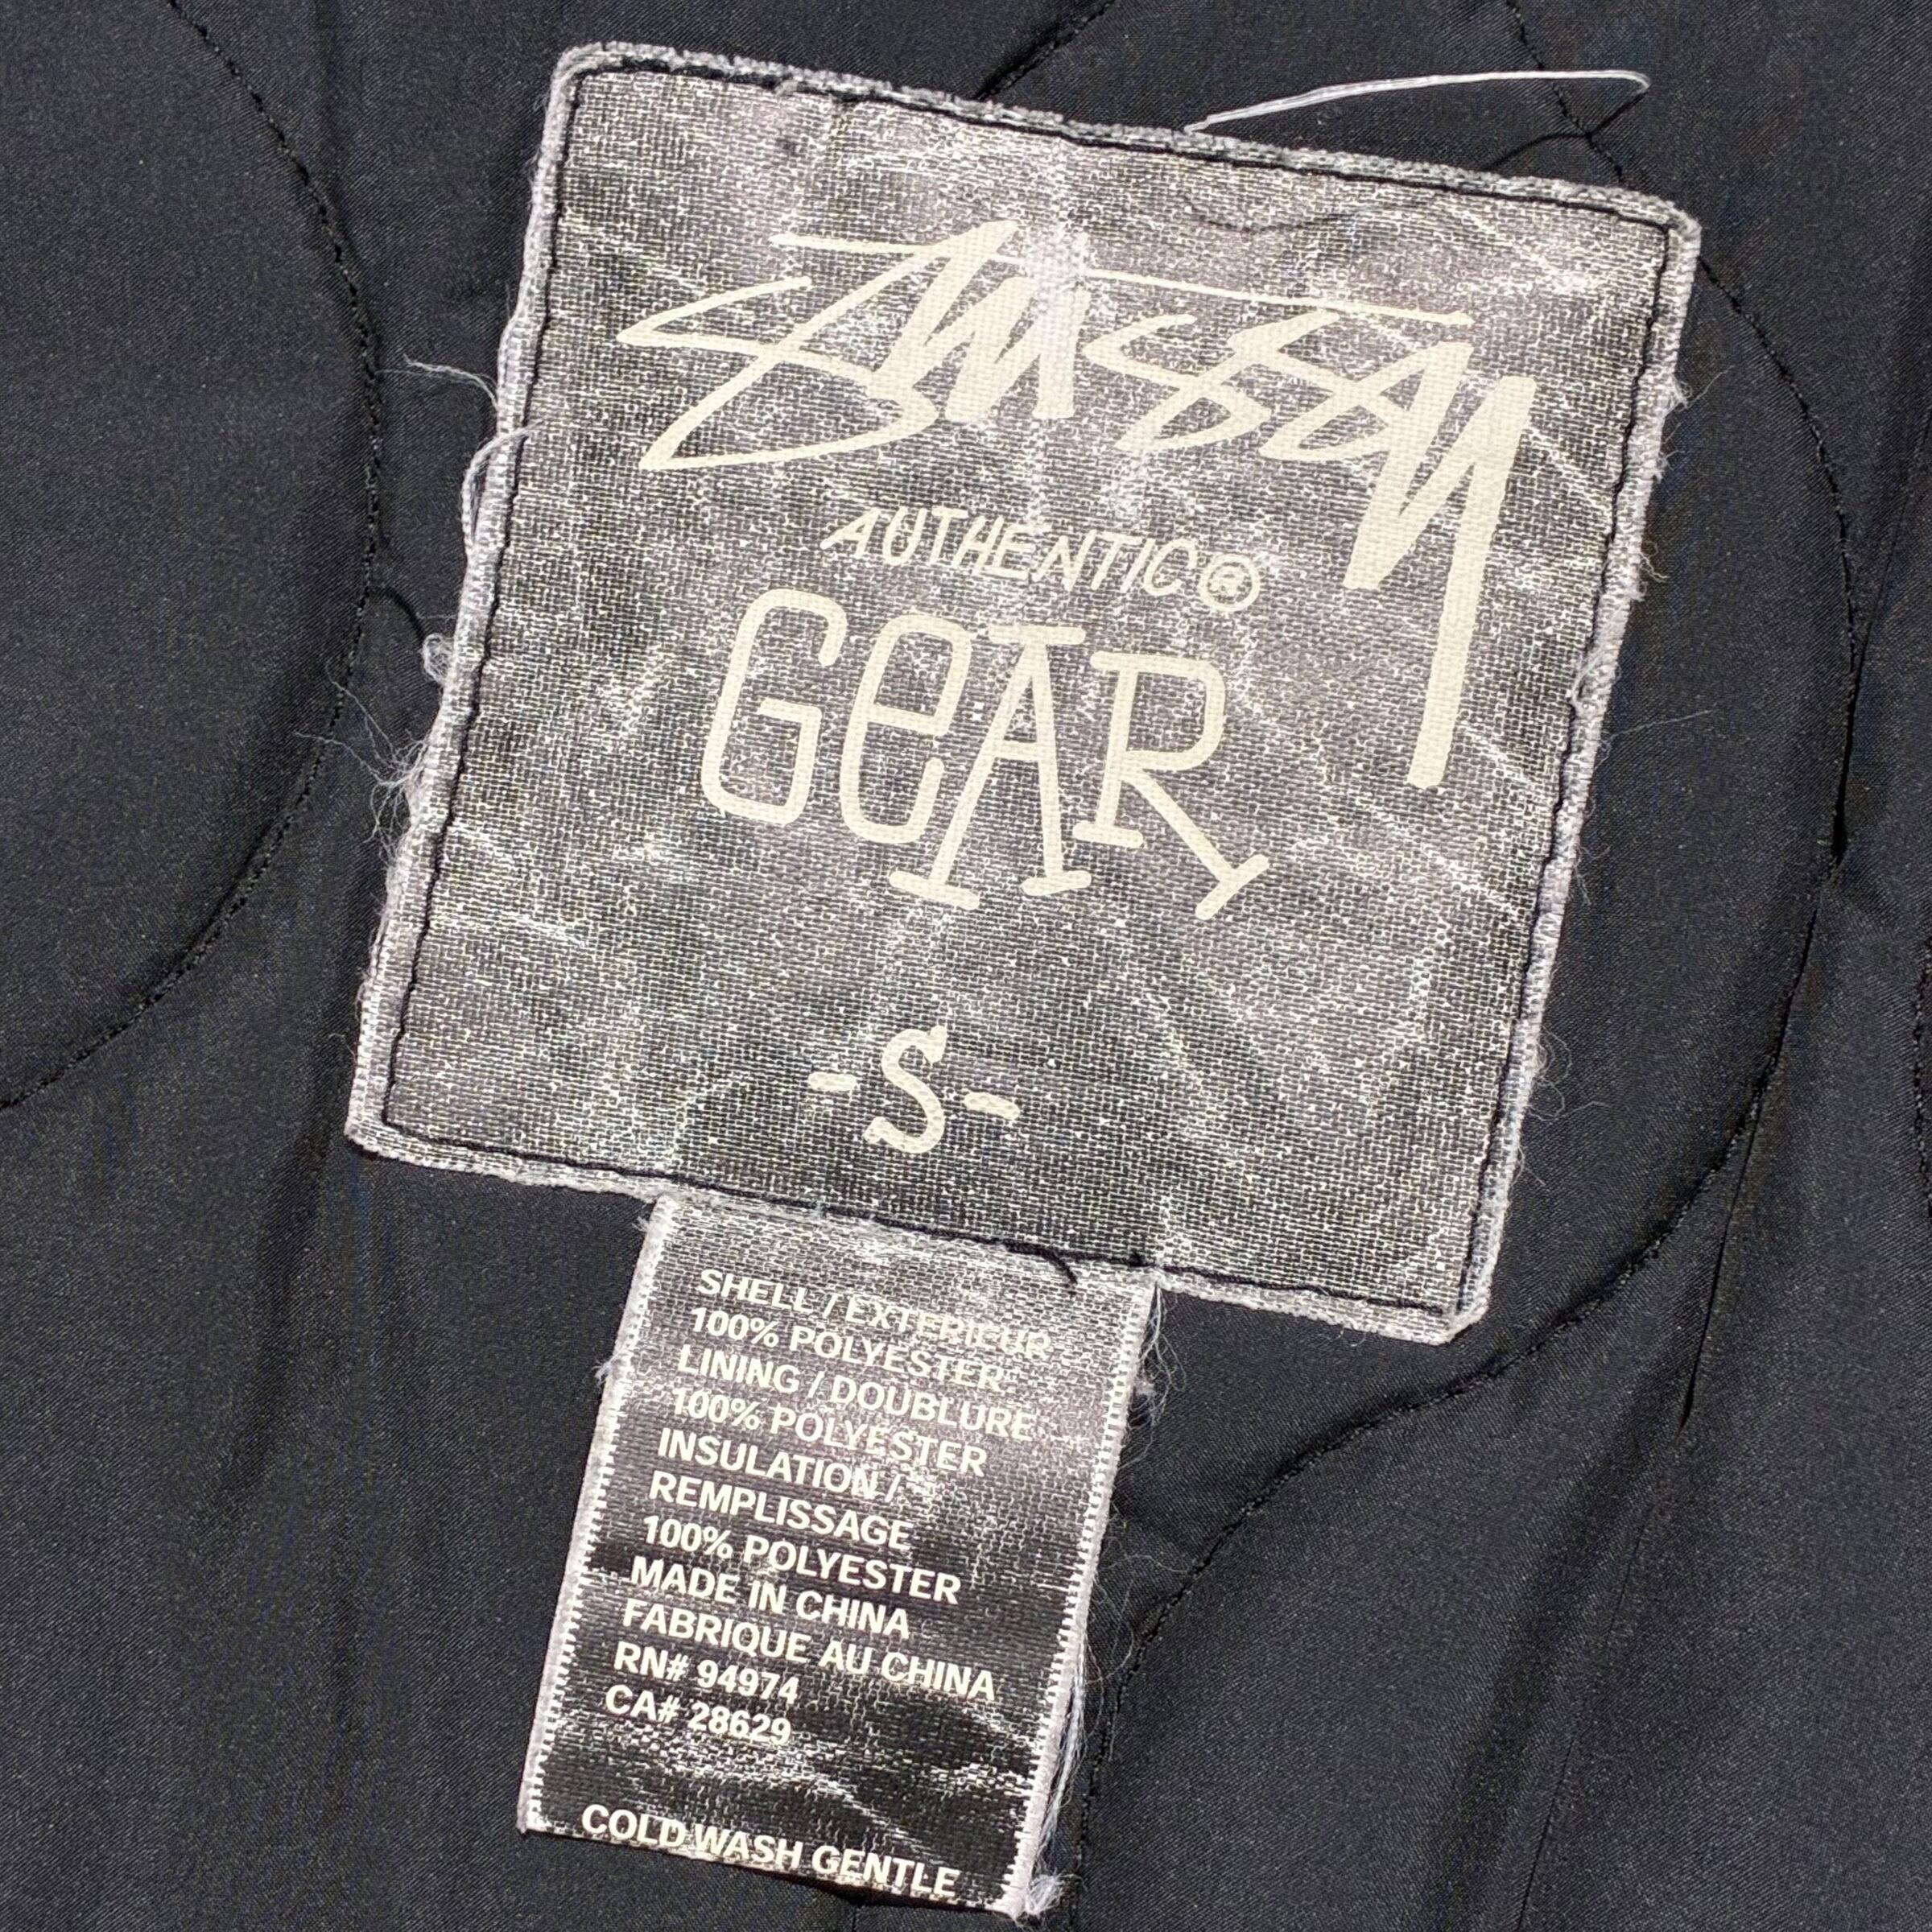 Stüssy
AUTHENTIC®
GEAR
-S-
SHELL / EXTERIEUR
100% POLYESTER
LINING / DOUBLURE
100% POLYESTER
INSULATION /
REMPLISSAGE
100% POLYESTER
MADE IN CHINA
FABRIQUE AU CHINA
RN# 94974
CA# 28629
COLD WASH GENTLE